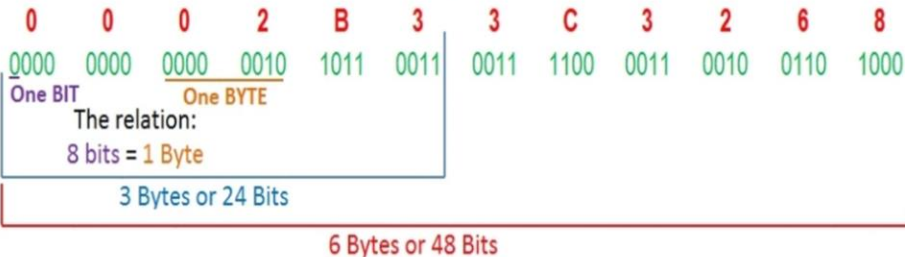 0 0 0 2 B 3 3 C 3 2 6 8
0000 0000 0000 0010 1011 0011 0011 1100 0011 0010 0110 1000
One BIT One BYTE
The relation:
8 bits = 1 Byte
3 Bytes or 24 Bits
6 Bytes or 48 Bits